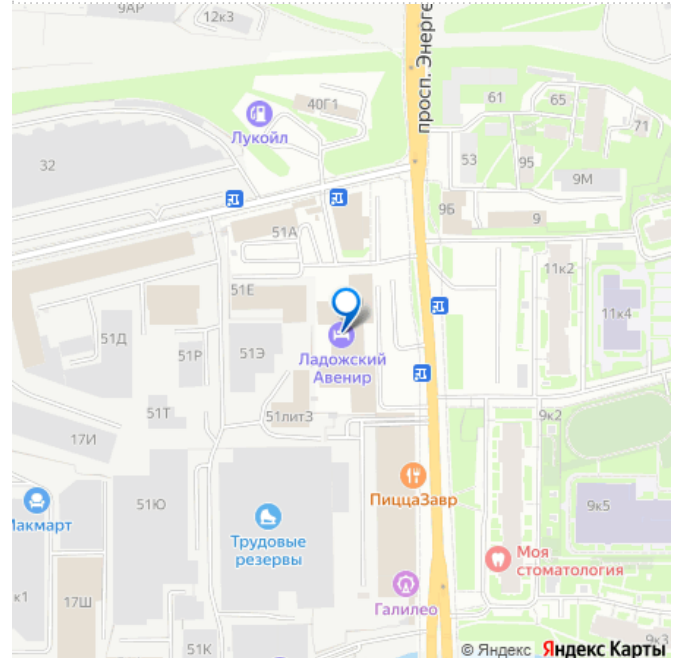 9АР
12к3
просп. Энерге
40Г1
Лукойл
61
65
71
53
95
9М
32
9Б
9
51А
11к2
51Е
11к4
51Д
51Р
51Э
Ладожский
Авенир
51Т
51лит3
9к2
17И
51Ю
ПиццаЗавр
9к5
Макмарт
Трудовые
резервы
Моя
стоматология
к1
17Ш
Галилео
51К
9к3
© Яндекс Яндекс Карты